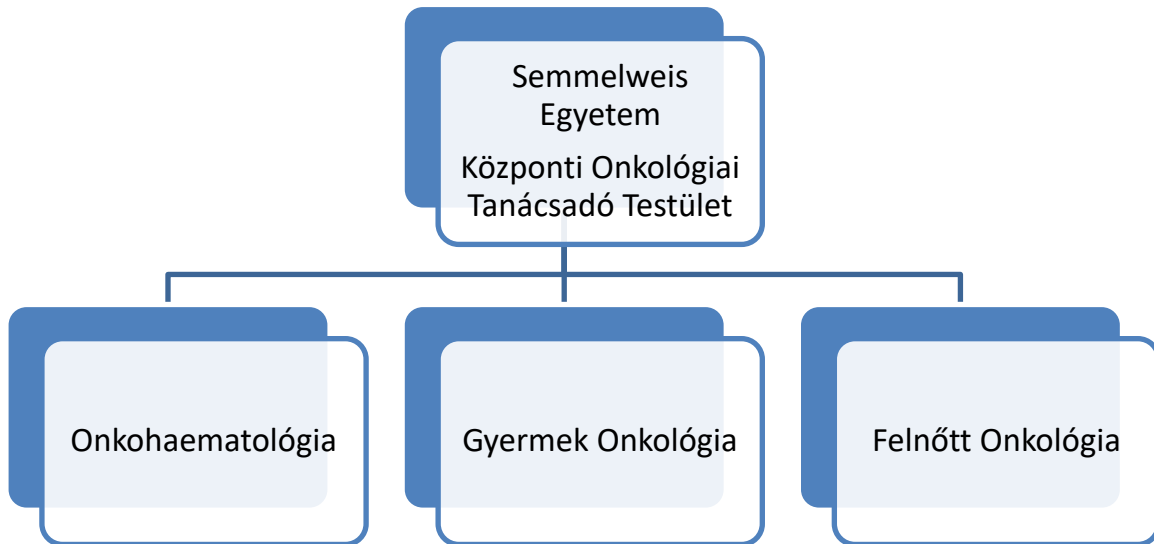 Semmelweis
Egyetem
Központi Onkológiai
Tanácsadó Testület
Onkohaematológia
Gyermek Onkológia
Felnőtt Onkológia